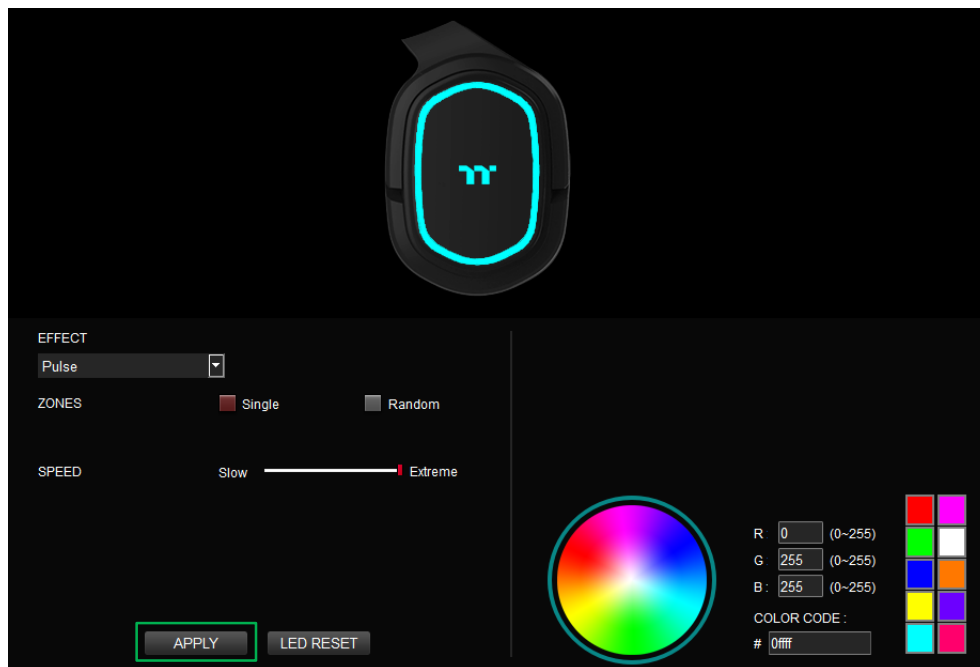 EFFECT
Pulse
ZONES Single Random
SPEED Slow Extreme
R 0 (0~255)
G 255 (0~255)
B : 255 (0~255)
COLOR CODE :
# 0ffff
APPLY LED RESET